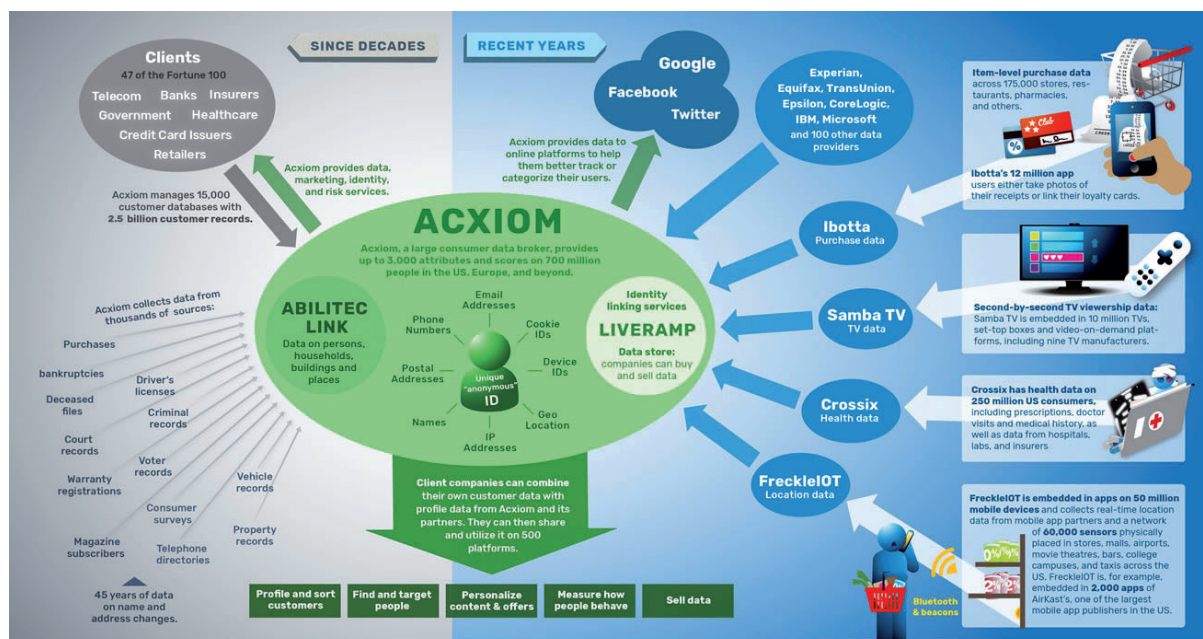 SINCE DECADES
RECENT YEARS
Clients
47 of the Fortune 100
Telecom Banks Insurers
Government Healthcare
Credit Card Issuers
Retailers
Acxiom manages 15,000
customer databases with
2.5 billion customer records.
Acxiom provides data,
marketing, identity,
and risk services.
Google
Facebook
Twitter
Acxiom provides data to
online platforms to help
them better track or
categorize their users.
Experian,
Equifax, TransUnion,
Epsilon, CoreLogic,
IBM, Microsoft
and 100 other data
providers
ACXIOM
Acxiom, a large consumer data broker, provides
up to 3,000 attributes and scores on 700 million
people in the US. Europe, and beyond.
ABILITEC
LINK
Data on persons,
households,
buildings and
places
Email
Addresses
Phone
Numbers
Cookie
IDs
Postal
Addresses
Device
IDs
Unique
"anonymous"
ID
Names
Geo
Location
IP
Addresses
Identity
linking services
LIVERAMP
Data store:
companies can buy
and sell data
Acxiom collects data from
thousands of sources:
Purchases
bankruptcies
Driver's
licenses
Deceased
files
Criminal
records
Court
records
Voter
records
Warranty
registrations
Vehicle
records
Consumer
surveys
Property
records
Magazine
subscribers
Telephone
directories
45 years of data
on name and
address changes.
Client companies can combine
their own customer data with
profile data from Acxiom and its
partners. They can then share
and utilize it on 500
platforms.
Profile and sort
customers
Find and target
people
Personalize
content & offers
Measure how
people behave
Sell data
Ibotta
Purchase data
Samba TV
TV data
Crossix
Health data
FreckleIOT
Location data
Item-level purchase data
across 175,000 stores, res-
taurants, pharmacies,
and others.
Club
%
Ibotta's 12 million app
users either take photos of
their receipts or link their loyalty cards.
Second-by-second TV viewership data:
Samba TV is embedded in 10 million TVs,
set-top boxes and video-on-demand plat-
forms, including nine TV manufacturers.
Crossix has health data on
250 million US consumers,
including prescriptions, doctor
visits and medical history, as
well as data from hospitals,
labs, and insurers
FreckleIOT is embedded in apps on 50 million
mobile devices and collects real-time location
data from mobile app partners and a network
of 60,000 sensors physically
placed in stores, malls, airports,
movie theatres, bars, college
campuses, and taxis across the
US. FreckleIOT is, for example,
embedded in 2,000 apps of
AirKast's, one of the largest
mobile app publishers in the US.
Bluetooth
& beacons